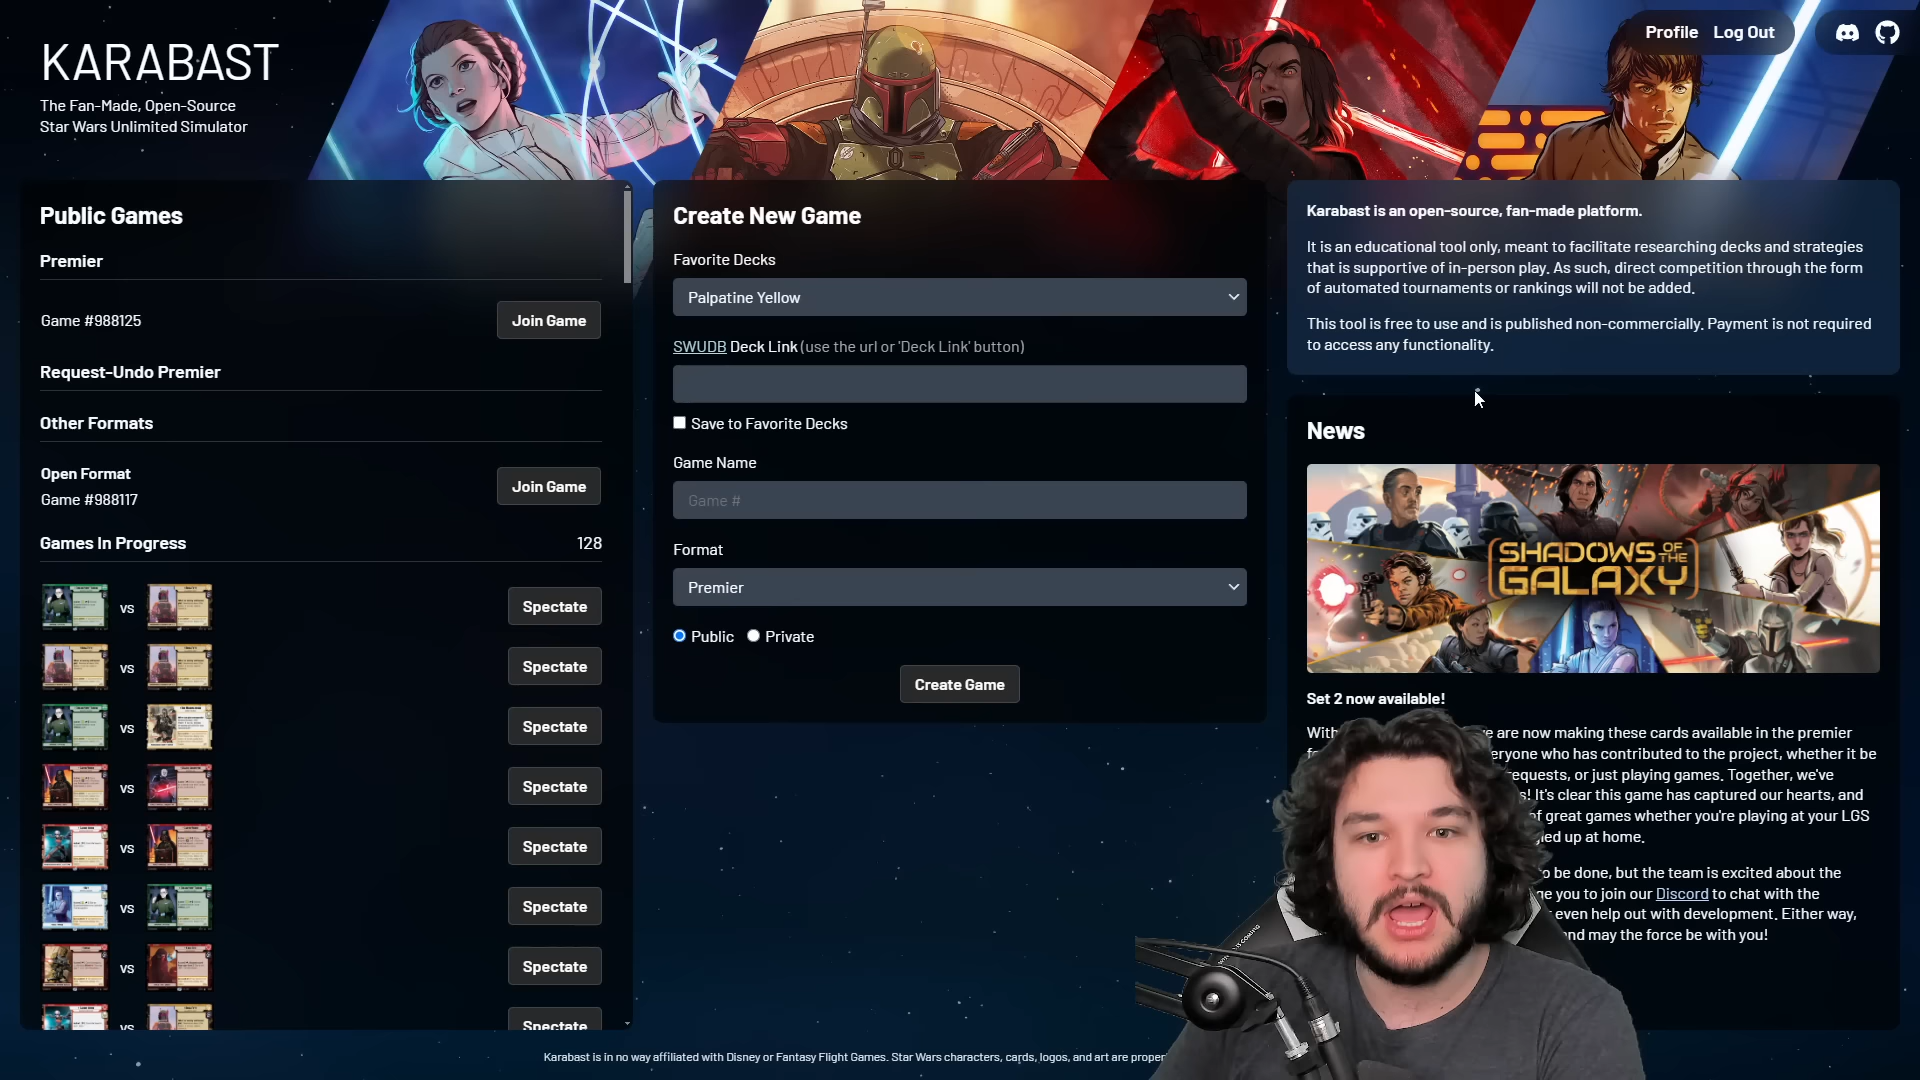 KARABAST
The Fan-Made, Open-Source
Star Wars Unlimited Simulator
Profile
Log Out
Public Games
Premier
Game #988125
Join Game
Request-Undo Premier
Other Formats
Open Format
Game #988117
Join Game
Games In Progress
128
vs
Spectate
vs
Spectate
vs
Spectate
vs
Spectate
vs
Spectate
vs
Spectate
vs
Spectate
vs
Spectate
Create New Game
Favorite Decks
Palpatine Yellow
SWUDB Deck Link (use the url or 'Deck Link' button)
Save to Favorite Decks
Game Name
Game #
Format
Premier
Public
Private
Create Game
Karabast is an open-source, fan-made platform.
It is an educational tool only, meant to facilitate researching decks and strategies
that is supportive of in-person play. As such, direct competition through the form
of automated tournaments or rankings will not be added.
This tool is free to use and is published non-commercially. Payment is not required
to access any functionality.
News
SHADOWS OF THE
GALAXY
Set 2 now available!
With are now making these cards available in the premier
everyone who has contributed to the project, whether it be
requests, or just playing games. Together, we've
It's clear this game has captured our hearts, and
of great games whether you're playing at your LGS
up at home.
to be done, but the team is excited about the
you to join our Discord to chat with the
even help out with development. Either way,
and may the force be with you!
Karabast is in no way affiliated with Disney or Fantasy Flight Games. Star Wars characters, cards, logos, and art are